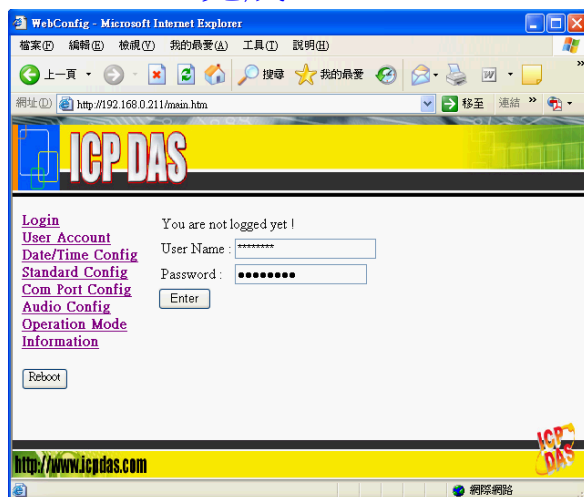 WebConfig - Microsoft Internet Explorer
檔案(F) 編輯(E) 檢視(V) 我的最愛(A) 工具(T) 說明(H)
上一頁 搜尋 我的最愛 »
網址(D) http://192.168.0.211/main.htm 移至 連結 »
ICP DAS
Login
User Account
Date/Time Config
Standard Config
Com Port Config
Audio Config
Operation Mode
Information
Reboot
You are not logged yet !
User Name : ********
Password : ●●●●●●●●
Enter
http://www.icpdas.com
ICP DAS
網際網路